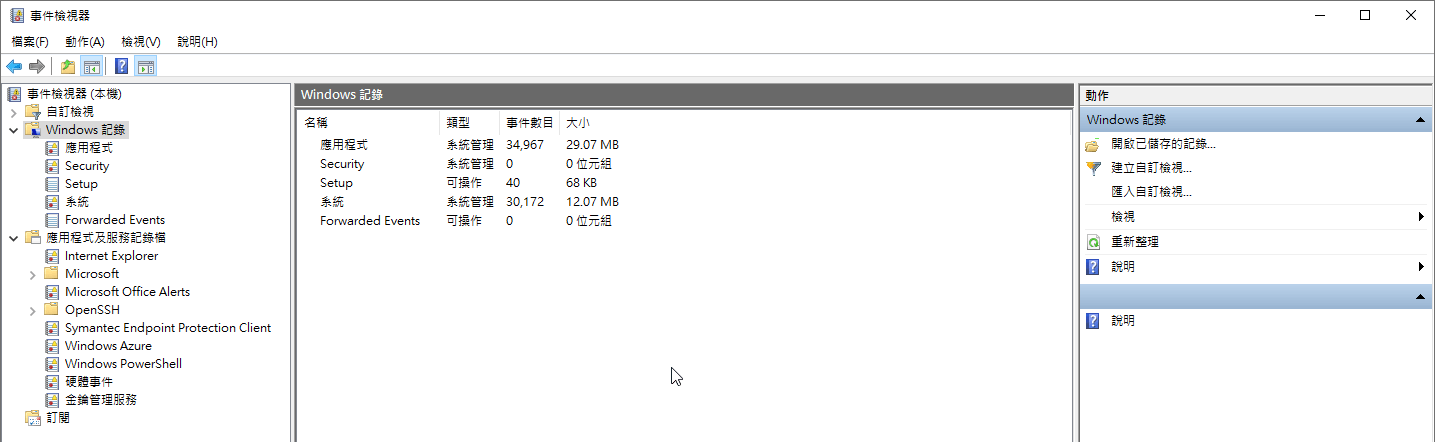 事件檢視器
檔案(F) 動作(A) 檢視(V) 說明(H)
事件檢視器 (本機)
自訂檢視
Windows 記錄
應用程式
Security
Setup
系統
Forwarded Events
應用程式及服務記錄檔
Internet Explorer
Microsoft
Microsoft Office Alerts
OpenSSH
Symantec Endpoint Protection Client
Windows Azure
Windows PowerShell
硬體事件
金鑰管理服務
訂閱
Windows 記錄
名稱 類型 事件數目 大小
應用程式 系統管理 34,967 29.07 MB
Security 系統管理 0 0 位元組
Setup 可操作 40 68 KB
系統 系統管理 30,172 12.07 MB
Forwarded Events 可操作 0 0 位元組
動作
Windows 記錄
開啟已儲存的記錄...
建立自訂檢視...
匯入自訂檢視...
檢視
重新整理
說明
說明